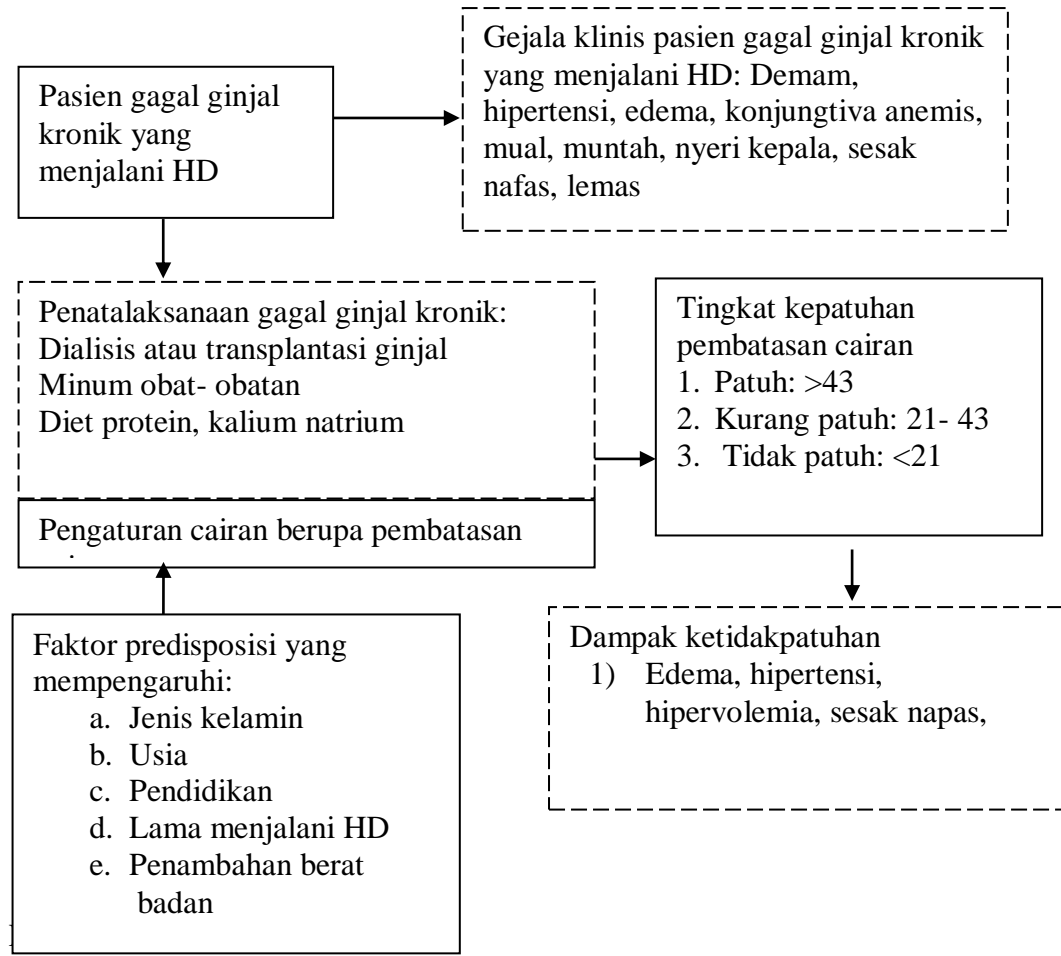 Pasien gagal ginjal
kronik yang
menjalani HD
Gejala klinis pasien gagal ginjal kronik
yang menjalani HD: Demam,
hipertensi, edema, konjungtiva anemis,
mual, muntah, nyeri kepala, sesak
nafas, lemas
Penatalaksanaan gagal ginjal kronik:
Dialisis atau transplantasi ginjal
Minum obat- obatan
Diet protein, kalium natrium
Pengaturan cairan berupa pembatasan
Tingkat kepatuhan
pembatasan cairan
1. Patuh: >43
2. Kurang patuh: 21- 43
3. Tidak patuh: <21
Faktor predisposisi yang
mempengaruhi:
a. Jenis kelamin
b. Usia
c. Pendidikan
d. Lama menjalani HD
e. Penambahan berat
badan
Dampak ketidakpatuhan
1) Edema, hipertensi,
hipervolemia, sesak napas,